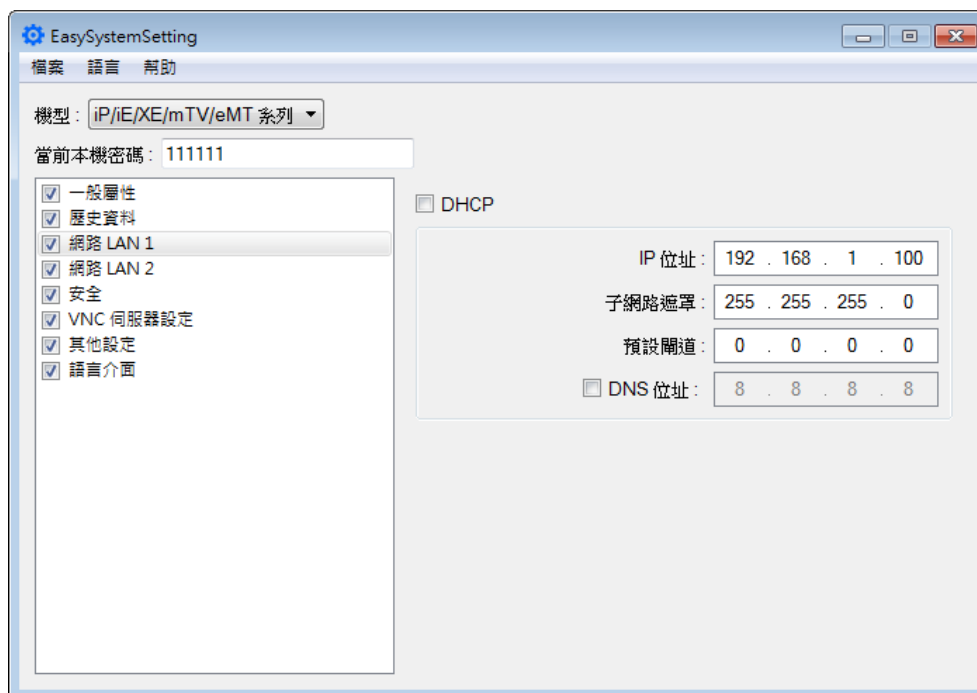 EasySystemSetting
檔案 語言 幫助
機型 : iP/iE/XE/mTV/eMT 系列
當前本機密碼 : 111111
一般屬性
歷史資料
網路 LAN 1
網路 LAN 2
安全
VNC 伺服器設定
其他設定
語言介面
DHCP
IP 位址 : 192 . 168 . 1 . 100
子網路遮罩 : 255 . 255 . 255 . 0
預設閘道 : 0 . 0 . 0 . 0
DNS 位址 : 8 . 8 . 8 . 8